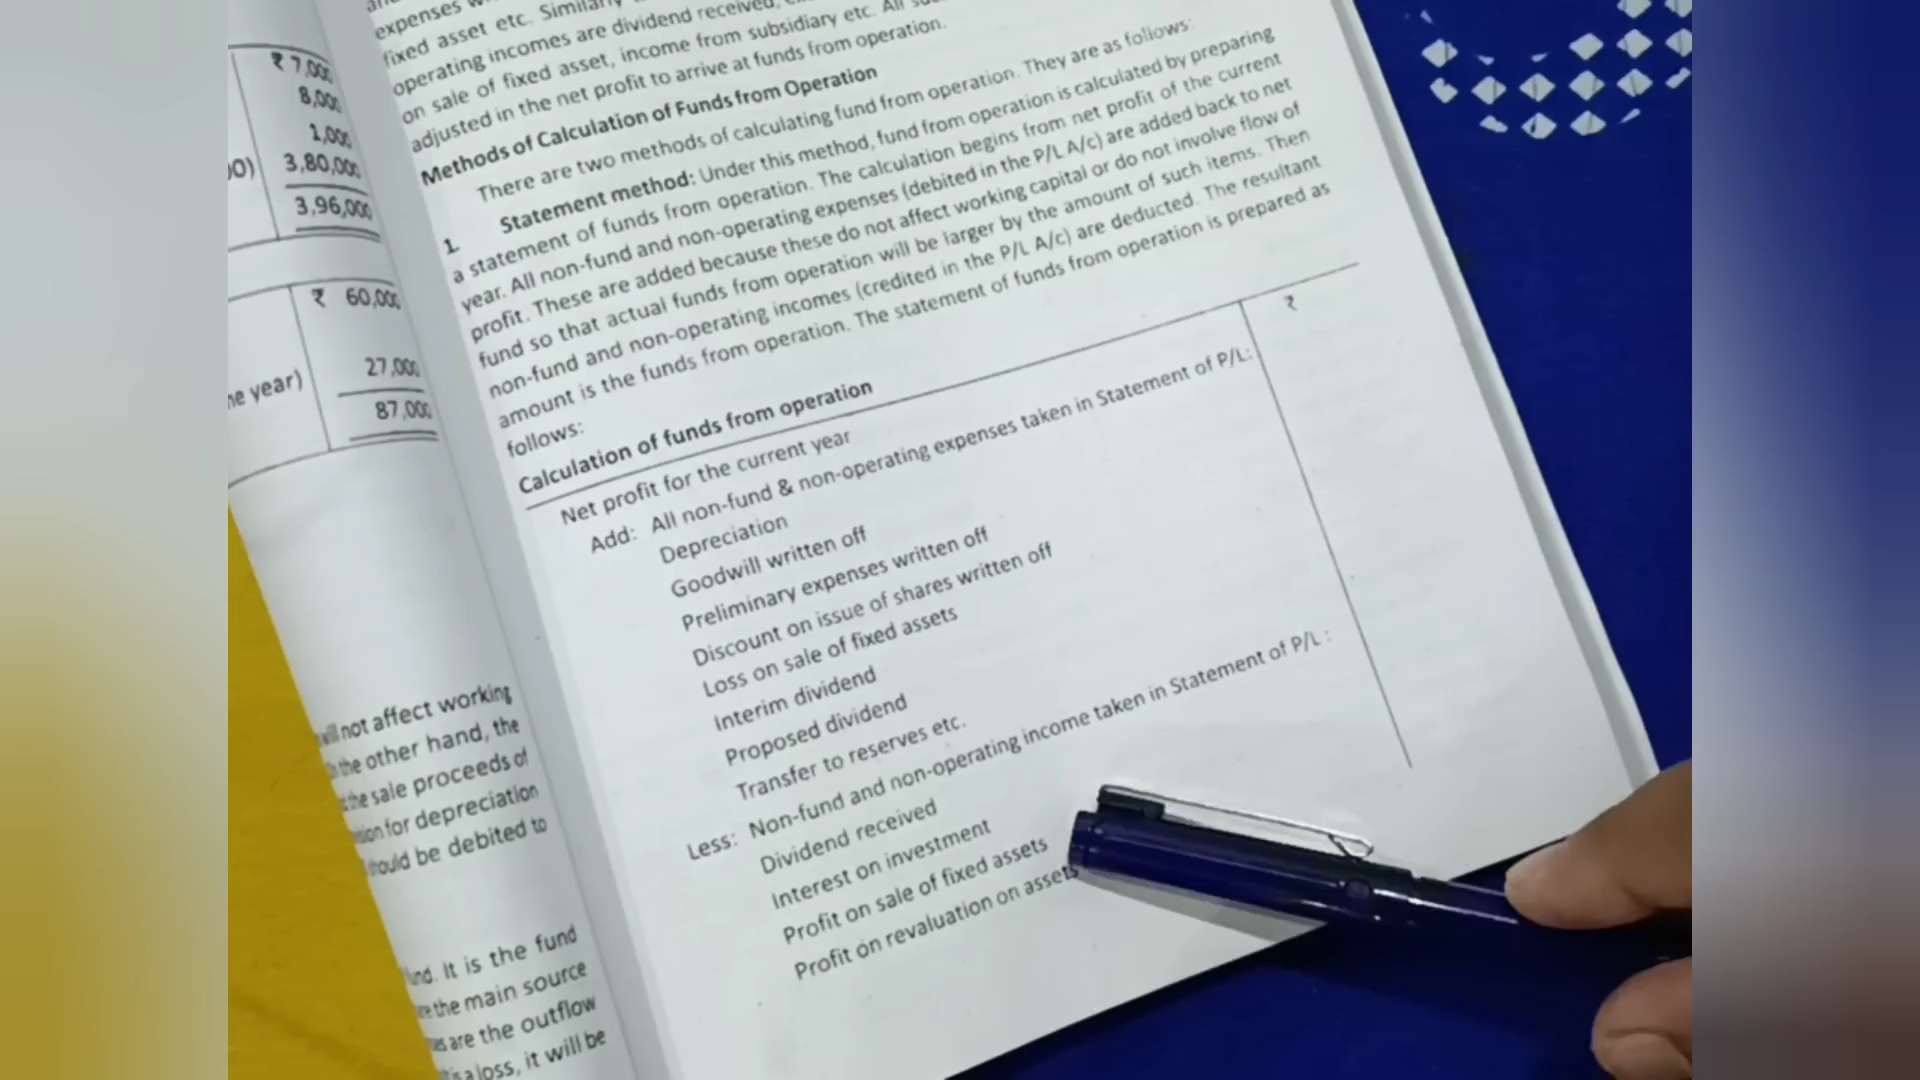 ₹ 7,000
8,000
1,000
00) 3,80,000
3,96,000
₹ 60,000
27,000
he year)
87,000
will not affect working
the other hand, the
the sale proceeds of
for depreciation
should be debited to
fund. It is the fund
the main source
are the outflow
a loss, it will be
expenses
fixed asset etc. Similarly
operating incomes are dividend received,
on sale of fixed asset, income from subsidiary etc. All
adjusted in the net profit to arrive at funds from operation.
Methods of Calculation of Funds from Operation
There are two methods of calculating fund from operation. They are as follows:
1. Statement method: Under this method, fund from operation is calculated by preparing
a statement of funds from operation. The calculation begins from net profit of the current
year. All non-fund and non-operating expenses (debited in the P/L A/c) are added back to net
profit. These are added because these do not affect working capital or do not involve flow of
fund so that actual funds from operation will be larger by the amount of such items. Then
non-fund and non-operating incomes (credited in the P/L A/c) are deducted. The resultant
amount is the funds from operation. The statement of funds from operation is prepared as
follows:
Calculation of funds from operation
₹
Net profit for the current year
Add: All non-fund & non-operating expenses taken in Statement of P/L:
Depreciation
Goodwill written off
Preliminary expenses written off
Discount on issue of shares written off
Loss on sale of fixed assets
Interim dividend
Proposed dividend
Transfer to reserves etc.
Less: Non-fund and non-operating income taken in Statement of P/L :
Dividend received
Interest on investment
Profit on sale of fixed assets
Profit on revaluation on assets